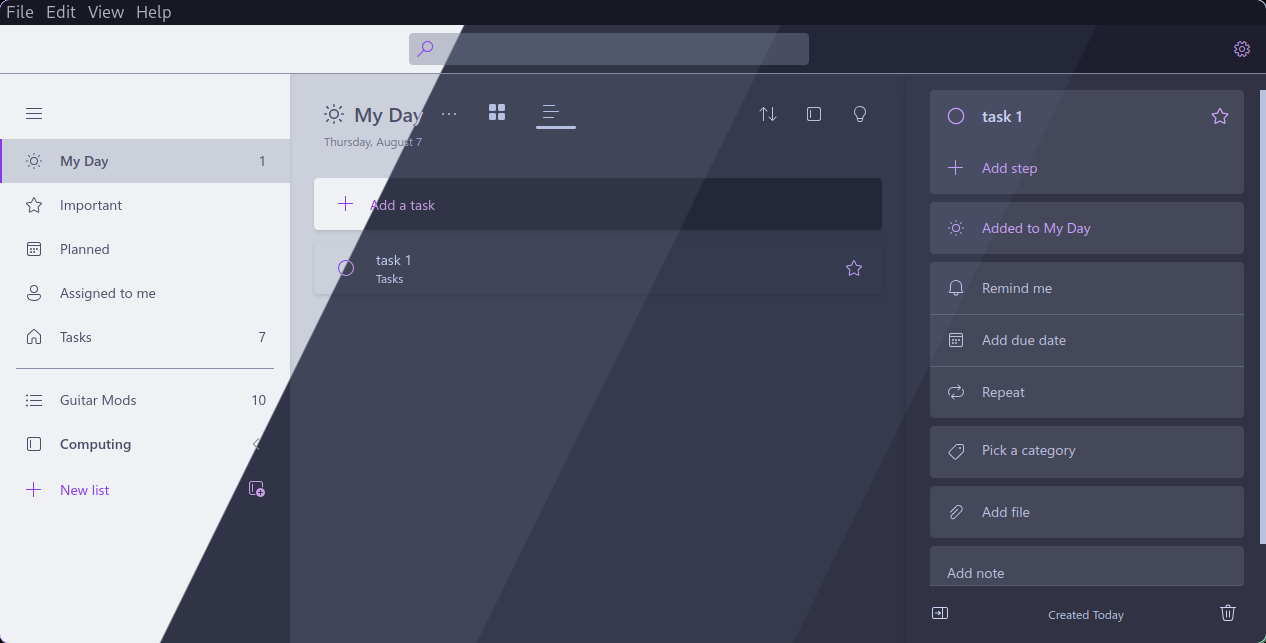 File Edit View Help
My Day 1
Important
Planned
Assigned to me
Tasks 7
Guitar Mods 10
Computing
New list
My Day
Thursday, August 7
Add a task
task 1
Tasks
task 1
Add step
Added to My Day
Remind me
Add due date
Repeat
Pick a category
Add file
Add note
Created Today